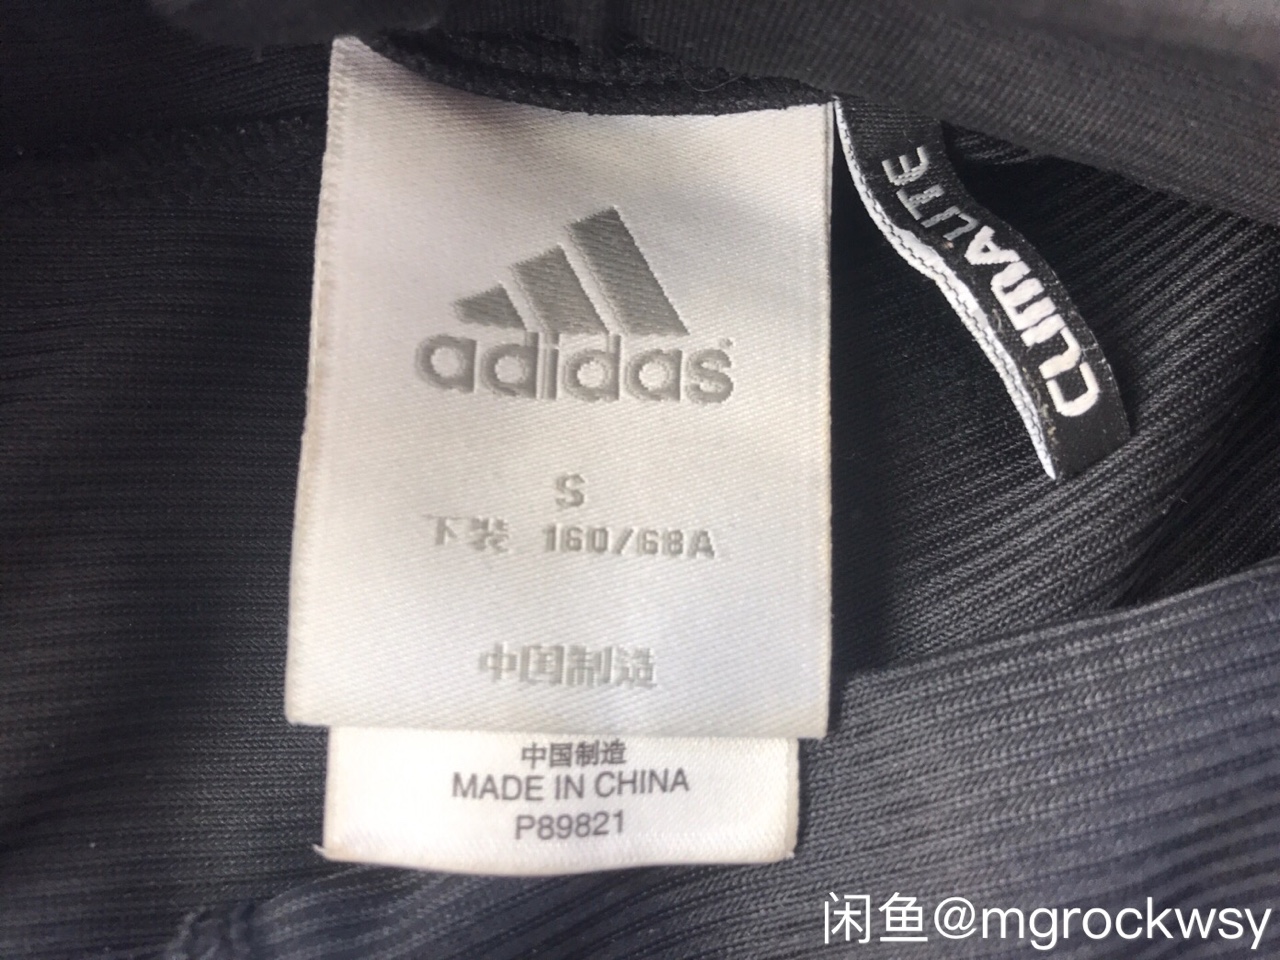 adidas
S
下装 160/68A
中国制造
中国制造
MADE IN CHINA
P89821
CLIMALITE
闲鱼@mgrockwsy